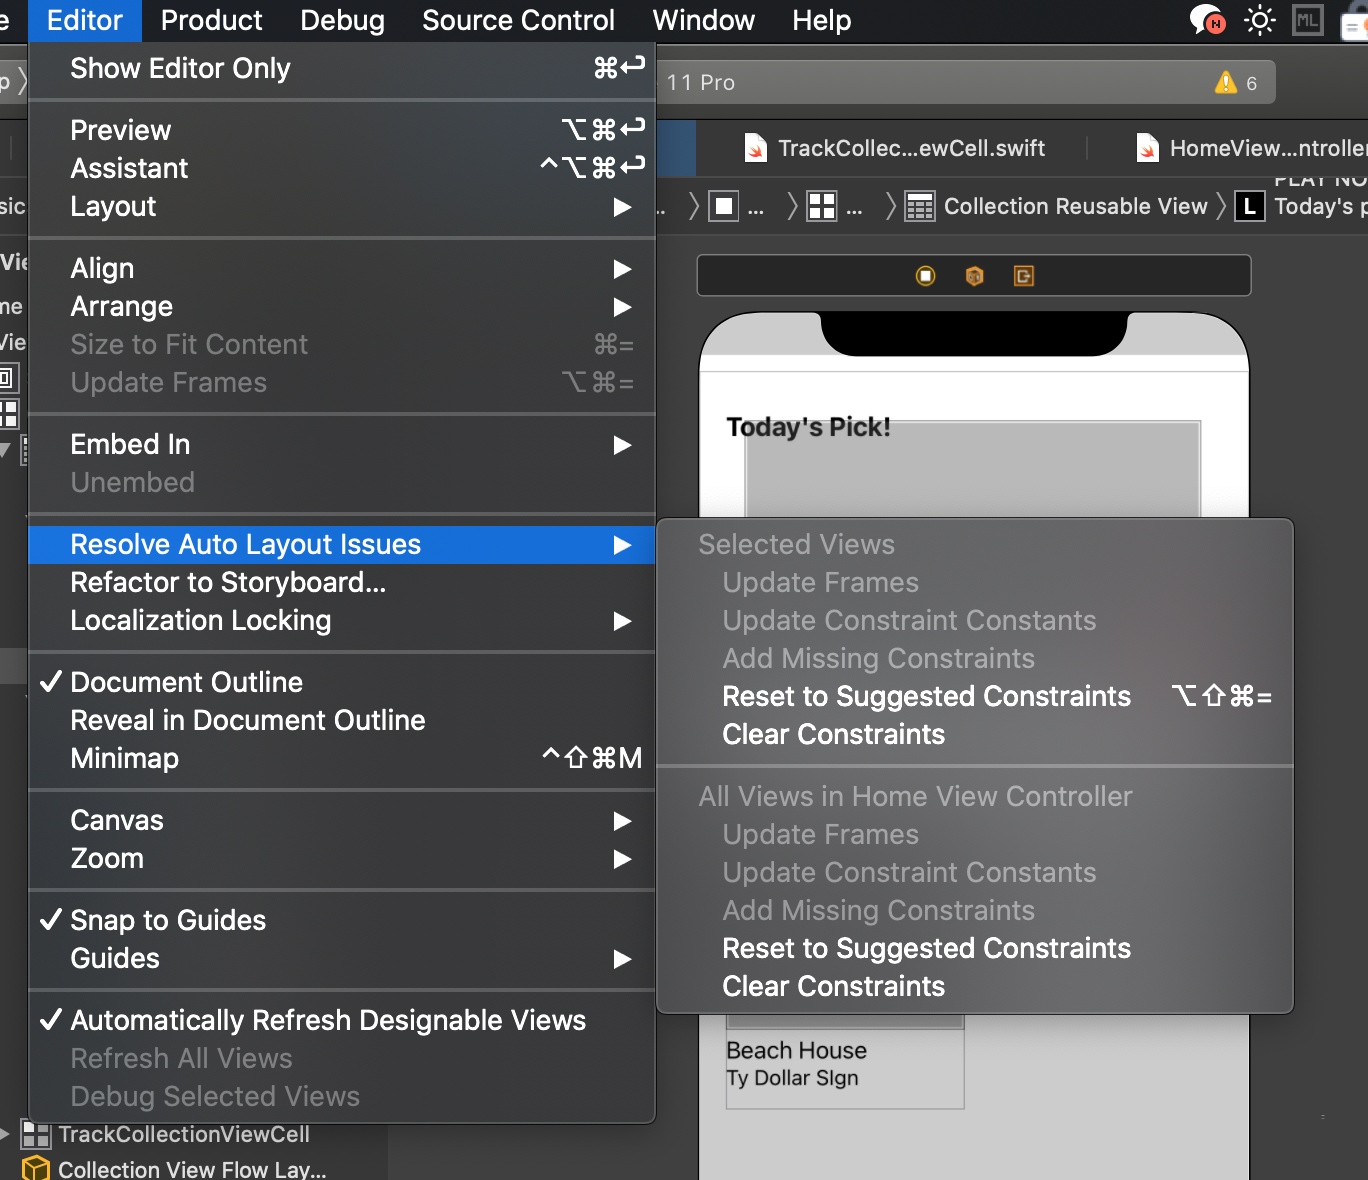 Editor Product Debug Source Control Window Help
Show Editor Only ⌘↩
11 Pro 6
Preview ⌥⌘↩
Assistant ^⌥⌘↩
TrackCollec...ewCell.swift HomeView...ntroller
Layout ▶
... ... Collection Reusable View L Today's p
PLAY NO
Align ▶
Arrange ▶
Size to Fit Content ⌘=
Update Frames ⌥⌘=
Today's Pick!
Embed In ▶
Unembed
Resolve Auto Layout Issues ▶
Refactor to Storyboard...
Localization Locking ▶
✓ Document Outline
Reveal in Document Outline
Minimap ^⇧⌘M
Canvas ▶
Zoom ▶
✓ Snap to Guides
Guides ▶
✓ Automatically Refresh Designable Views
Refresh All Views
Debug Selected Views
Selected Views
Update Frames
Update Constraint Constants
Add Missing Constraints
Reset to Suggested Constraints ⌥⇧⌘=
Clear Constraints
All Views in Home View Controller
Update Frames
Update Constraint Constants
Add Missing Constraints
Reset to Suggested Constraints
Clear Constraints
Beach House
Ty Dollar SIgn
TrackCollectionViewCell
Collection View Flow Lay...